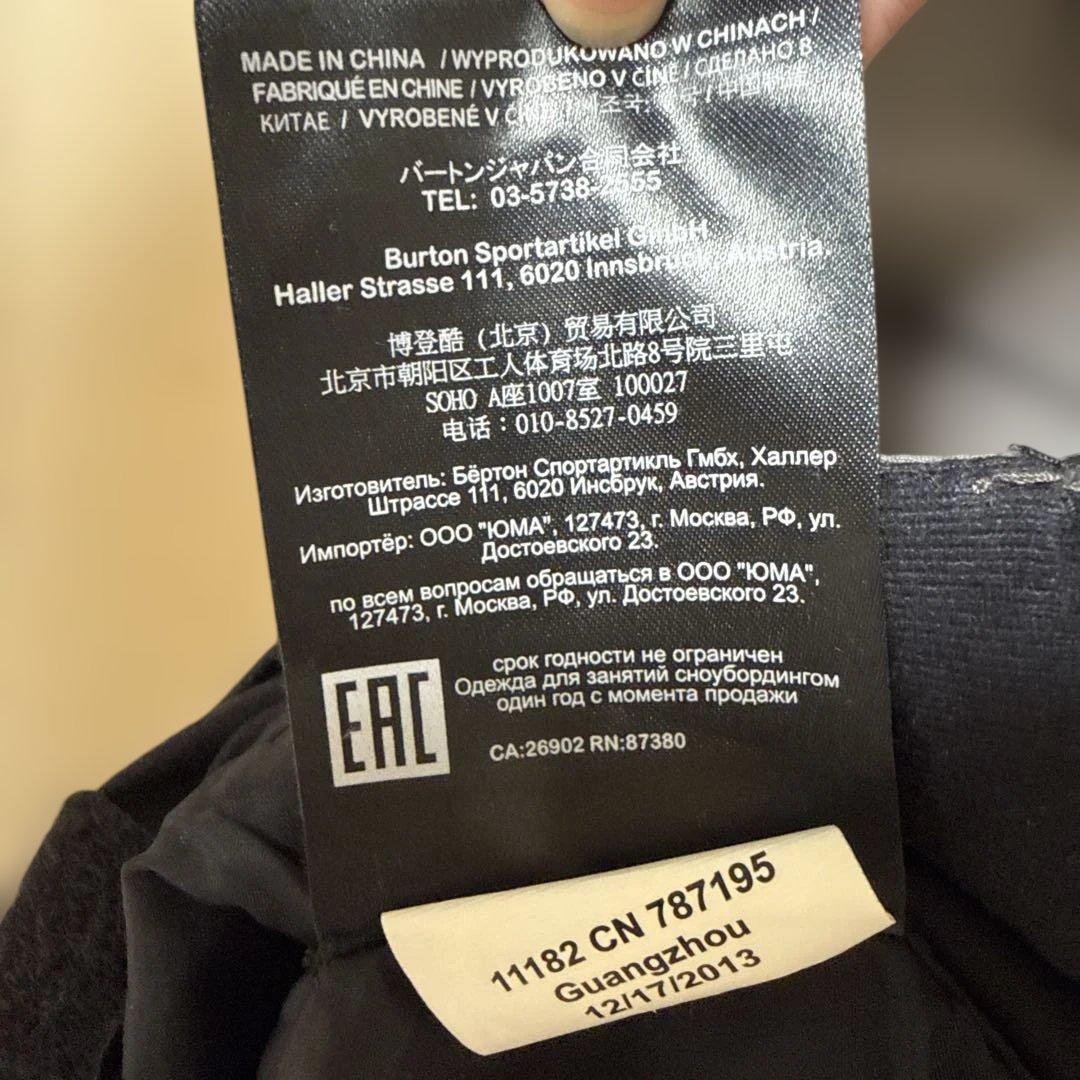 MADE IN CHINA / WYPRODUKOWANO W CHINACH /
FABRIQUÉ EN CHINE / VYROBENO V ČÍNĚ / СДЕЛАНО В
КИТАЕ / VYROBENÉ V
バートンジャパン合同会社
TEL: 03-5738-2555
Burton Sportartikel GmbH
Haller Strasse 111, 6020 Innsbruck, Austria.
博登酷（北京）贸易有限公司
北京市朝阳区工人体育场北路8号院三里屯
SOHO A座1007室 100027
电话：010-8527-0459
Изготовитель: Бёртон Спортартикль Гмбх, Халлер
Штрассе 111, 6020 Инсбрук, Австрия.
Импортёр: ООО "ЮМА", 127473, г. Москва, РФ, ул.
Достоевского 23.
по всем вопросам обращаться в ООО "ЮМА",
127473, г. Москва, РФ, ул. Достоевского 23.
EAC
срок годности не ограничен
Одежда для занятий сноубордингом
один год с момента продажи
CA:26902 RN:87380
11182 CN 787195
Guangzhou
12/17/2013